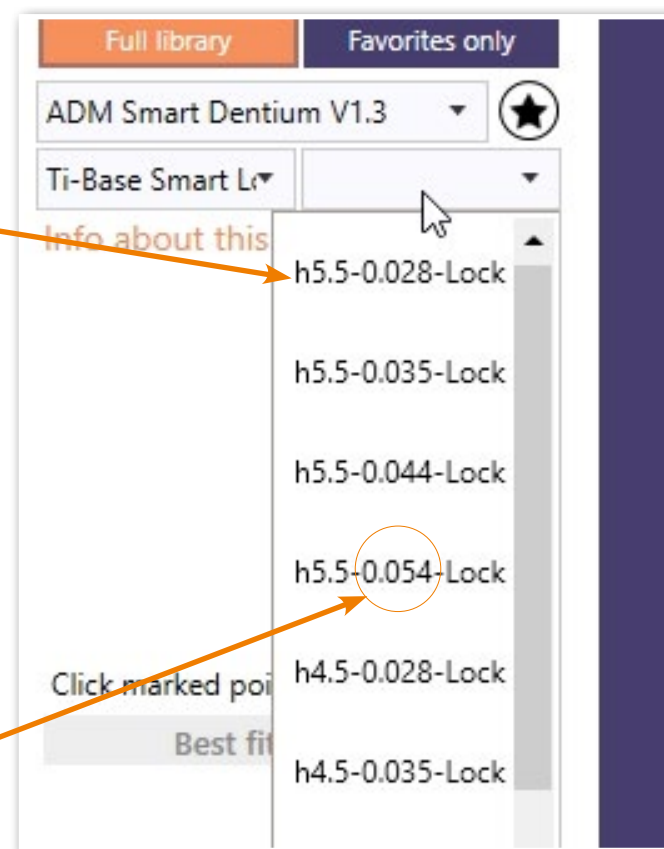 Full library Favorites only
ADM Smart Dentium V1.3
Ti-Base Smart
Info about this
h5.5-0.028-Lock
h5.5-0.035-Lock
h5.5-0.044-Lock
h5.5-0.054-Lock
Click marked poi h4.5-0.028-Lock
Best fit
h4.5-0.035-Lock